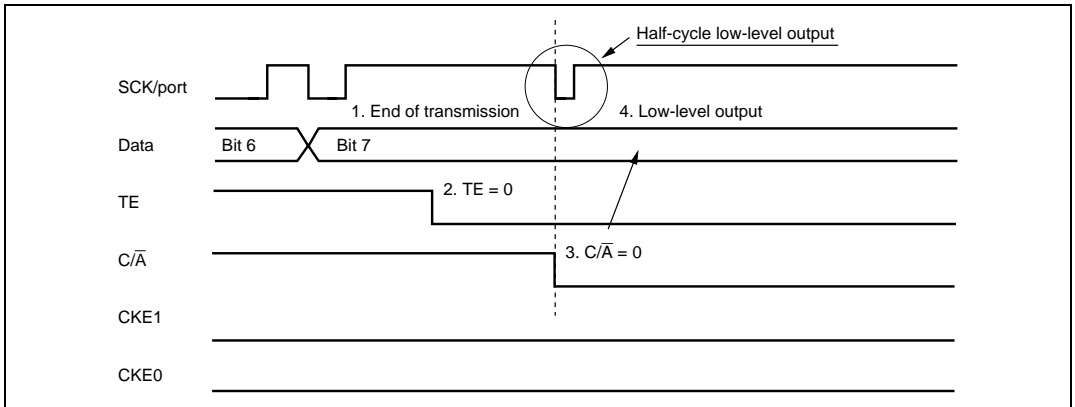 Half-cycle low-level output
SCK/port
1. End of transmission
4. Low-level output
Data
Bit 6
Bit 7
TE
2. TE = 0
C/A̅
3. C/A̅ = 0
CKE1
CKE0